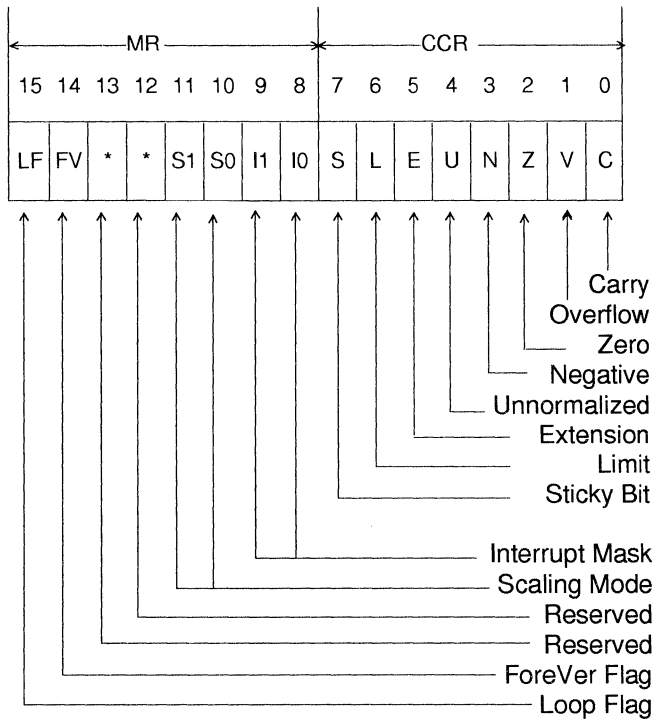 MR CCR
15 14 13 12 11 10 9 8 7 6 5 4 3 2 1 0
LF FV * * S1 S0 I1 I0 S L E U N Z V C
Carry
Overflow
Zero
Negative
Unnormalized
Extension
Limit
Sticky Bit
Interrupt Mask
Scaling Mode
Reserved
Reserved
ForeVer Flag
Loop Flag